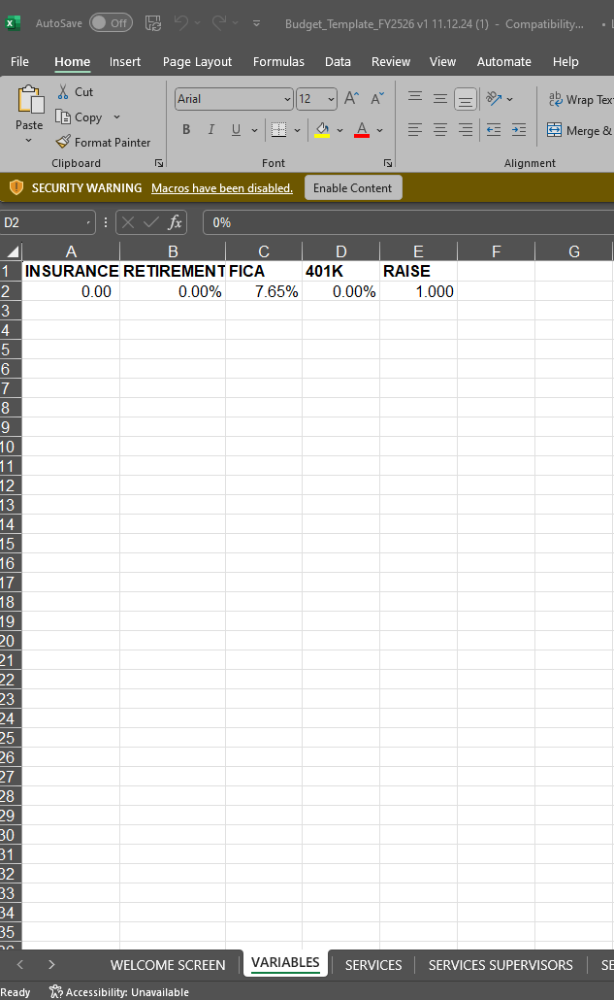 AutoSave Off Budget_Template_FY2526 v1 11.12.24 (1) - Compatibility... •
File Home Insert Page Layout Formulas Data Review View Automate Help
Paste Cut Copy Format Painter
Arial 12 A A
B I U A
ab Wrap Tex
Merge &
Clipboard Font Alignment
SECURITY WARNING Macros have been disabled. Enable Content
D2 fx 0%
A B C D E F G
1 INSURANCE RETIREMENT FICA 401K RAISE
2 0.00 0.00% 7.65% 0.00% 1.000
3
4
5
6
7
8
9
10
11
12
13
14
15
16
17
18
19
20
21
22
23
24
25
26
27
28
29
30
31
32
33
34
35
WELCOME SCREEN VARIABLES SERVICES SERVICES SUPERVISORS SE
Ready Accessibility: Unavailable